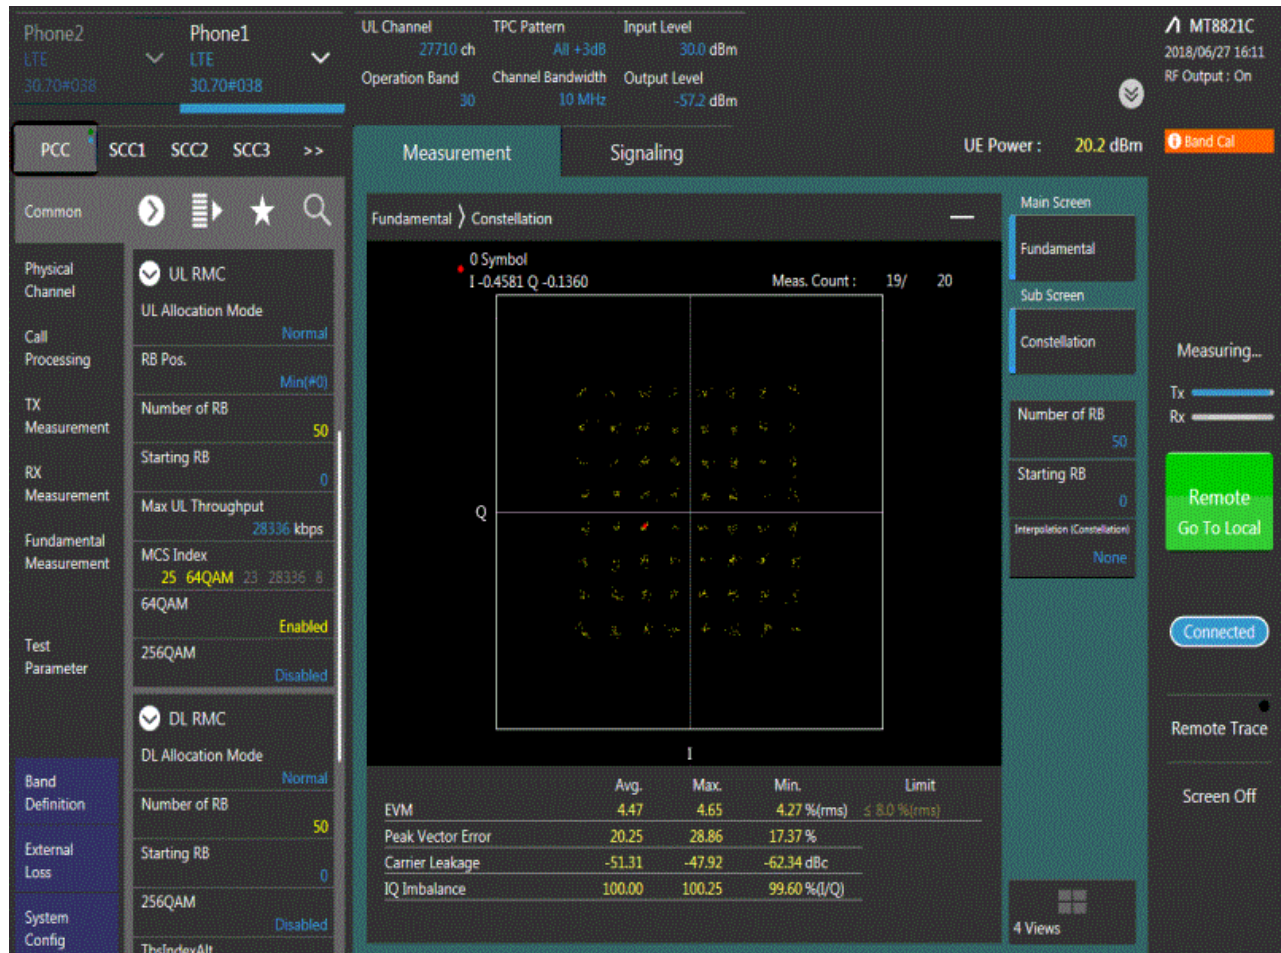 Phone2
LTE
30.70#038
Phone1
LTE
30.70#038
UL Channel
27710 ch
TPC Pattern
All +3dB
Input Level
30.0 dBm
Operation Band
30
Channel Bandwidth
10 MHz
Output Level
-57.2 dBm
MT8821C
2018/06/27 16:11
RF Output : On
PCC SCC1 SCC2 SCC3 >>
Measurement
Signaling
UE Power : 20.2 dBm
Band Cal
Common
Physical
Channel
Call
Processing
TX
Measurement
RX
Measurement
Fundamental
Measurement
Test
Parameter
Band
Definition
External
Loss
System
Config
UL RMC
UL Allocation Mode
Normal
RB Pos.
Min(#0)
Number of RB
50
Starting RB
0
Max UL Throughput
28336 kbps
MCS Index
25 64QAM 23 28336 8
64QAM
Enabled
256QAM
Disabled
DL RMC
DL Allocation Mode
Normal
Number of RB
50
Starting RB
0
256QAM
Disabled
TbsIndexAlt
Fundamental 〉 Constellation
0 Symbol
I -0.4581 Q -0.1360
Meas. Count : 19/ 20
Q
I
Avg. Max. Min. Limit
EVM 4.47 4.65 4.27 %(rms) ≤ 8.0 %(rms)
Peak Vector Error 20.25 28.86 17.37 %
Carrier Leakage -51.31 -47.92 -62.34 dBc
IQ Imbalance 100.00 100.25 99.60 %(I/Q)
Main Screen
Fundamental
Sub Screen
Constellation
Number of RB
50
Starting RB
0
Interpolation (Constellation)
None
4 Views
Measuring...
Tx
Rx
Remote
Go To Local
Connected
Remote Trace
Screen Off